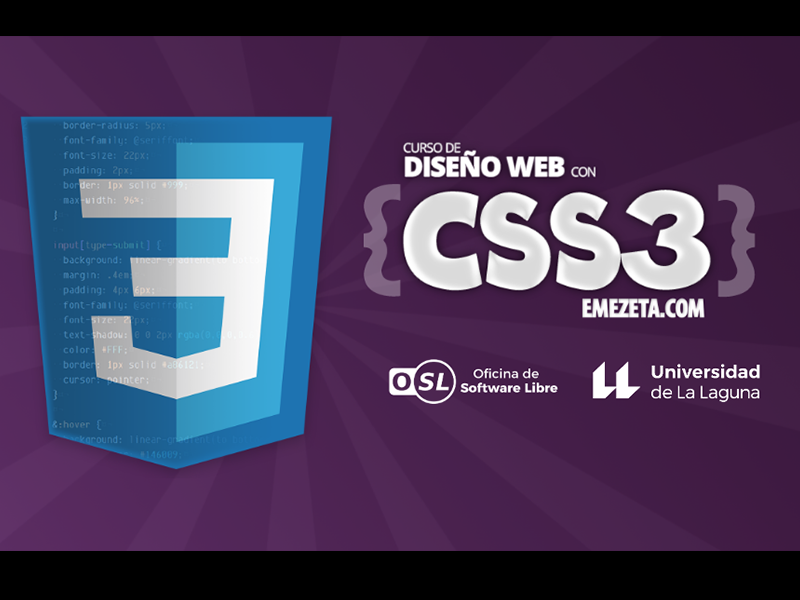 border-radius: 5px;
font-size: 22px;
padding: 2px;
border: 1px solid #999;
max-width: 96%;
}
input[type=submit] {
margin: .4em
padding: 4px 6px;
color: #FFF;
cursor: pointer;
}
&:hover {
3
CURSO DE
DISEÑO WEB CON
{CSS3}
EMEZETA.COM
OSL
Oficina de
Software Libre
Universidad
de La Laguna